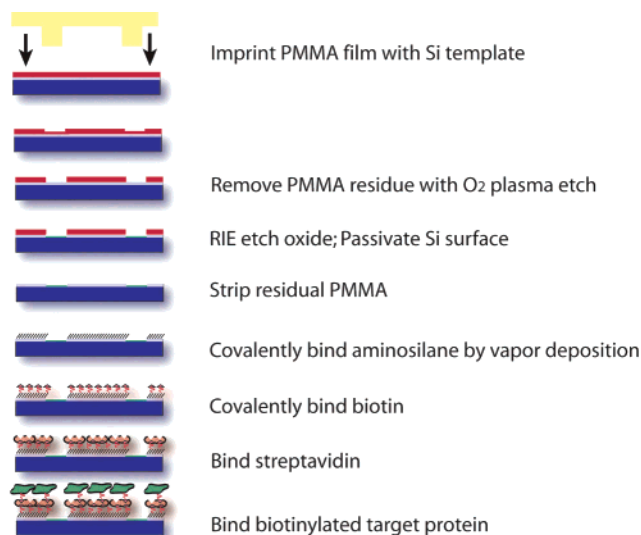 Imprint PMMA film with Si template
Remove PMMA residue with O2 plasma etch
RIE etch oxide; Passivate Si surface
Strip residual PMMA
Covalently bind aminosilane by vapor deposition
Covalently bind biotin
Bind streptavidin
Bind biotinylated target protein